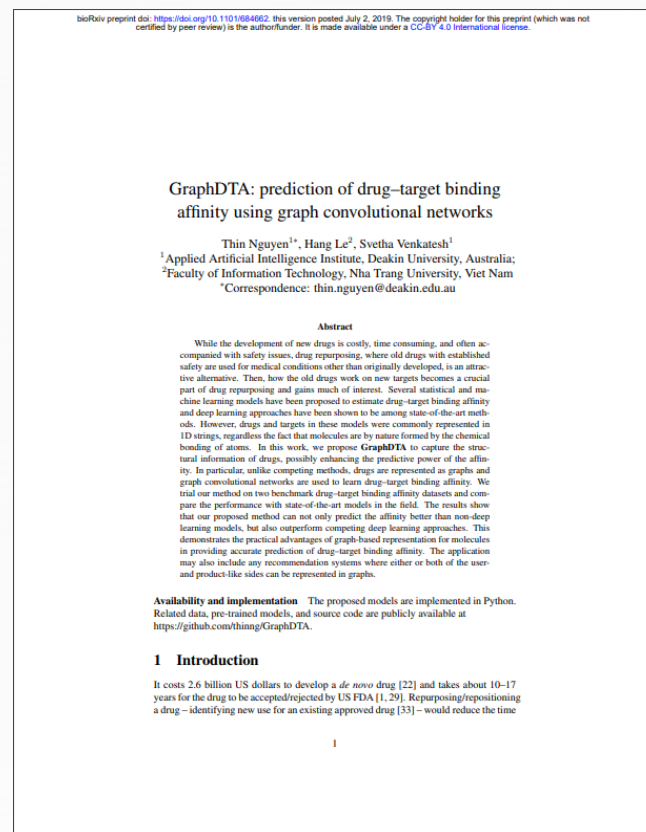 bioRxiv preprint doi: https://doi.org/10.1101/684662. this version posted July 2, 2019. The copyright holder for this preprint (which was not
certified by peer review) is the author/funder. It is made available under a CC-BY 4.0 International license.
GraphDTA: prediction of drug–target binding
affinity using graph convolutional networks
Thin Nguyen1*, Hang Le2, Svetha Venkatesh1
1Applied Artificial Intelligence Institute, Deakin University, Australia;
2Faculty of Information Technology, Nha Trang University, Viet Nam
*Correspondence: thin.nguyen@deakin.edu.au
Abstract
While the development of new drugs is costly, time consuming, and often ac-
companied with safety issues, drug repurposing, where old drugs with established
safety are used for medical conditions other than originally developed, is an attrac-
tive alternative. Then, how the old drugs work on new targets becomes a crucial
part of drug repurposing and gains much of interest. Several statistical and ma-
chine learning models have been proposed to estimate drug–target binding affinity
and deep learning approaches have been shown to be among state-of-the-art meth-
ods. However, drugs and targets in these models were commonly represented in
1D strings, regardless the fact that molecules are by nature formed by the chemical
bonding of atoms. In this work, we propose GraphDTA to capture the struc-
tural information of drugs, possibly enhancing the predictive power of the affin-
ity. In particular, unlike competing methods, drugs are represented as graphs and
graph convolutional networks are used to learn drug–target binding affinity. We
trial our method on two benchmark drug–target binding affinity datasets and com-
pare the performance with state-of-the-art models in the field. The results show
that our proposed method can not only predict the affinity better than non-deep
learning models, but also outperform competing deep learning approaches. This
demonstrates the practical advantages of graph-based representation for molecules
in providing accurate prediction of drug–target binding affinity. The application
may also include any recommendation systems where either or both of the user-
and product-like sides can be represented in graphs.
Availability and implementation The proposed models are implemented in Python.
Related data, pre-trained models, and source code are publicly available at
https://github.com/thinng/GraphDTA.
1 Introduction
It costs 2.6 billion US dollars to develop a de novo drug [22] and takes about 10–17
years for the drug to be accepted/rejected by US FDA [1, 29]. Repurposing/repositioning
a drug – identifying new use for an existing approved drug [33] – would reduce the time
1